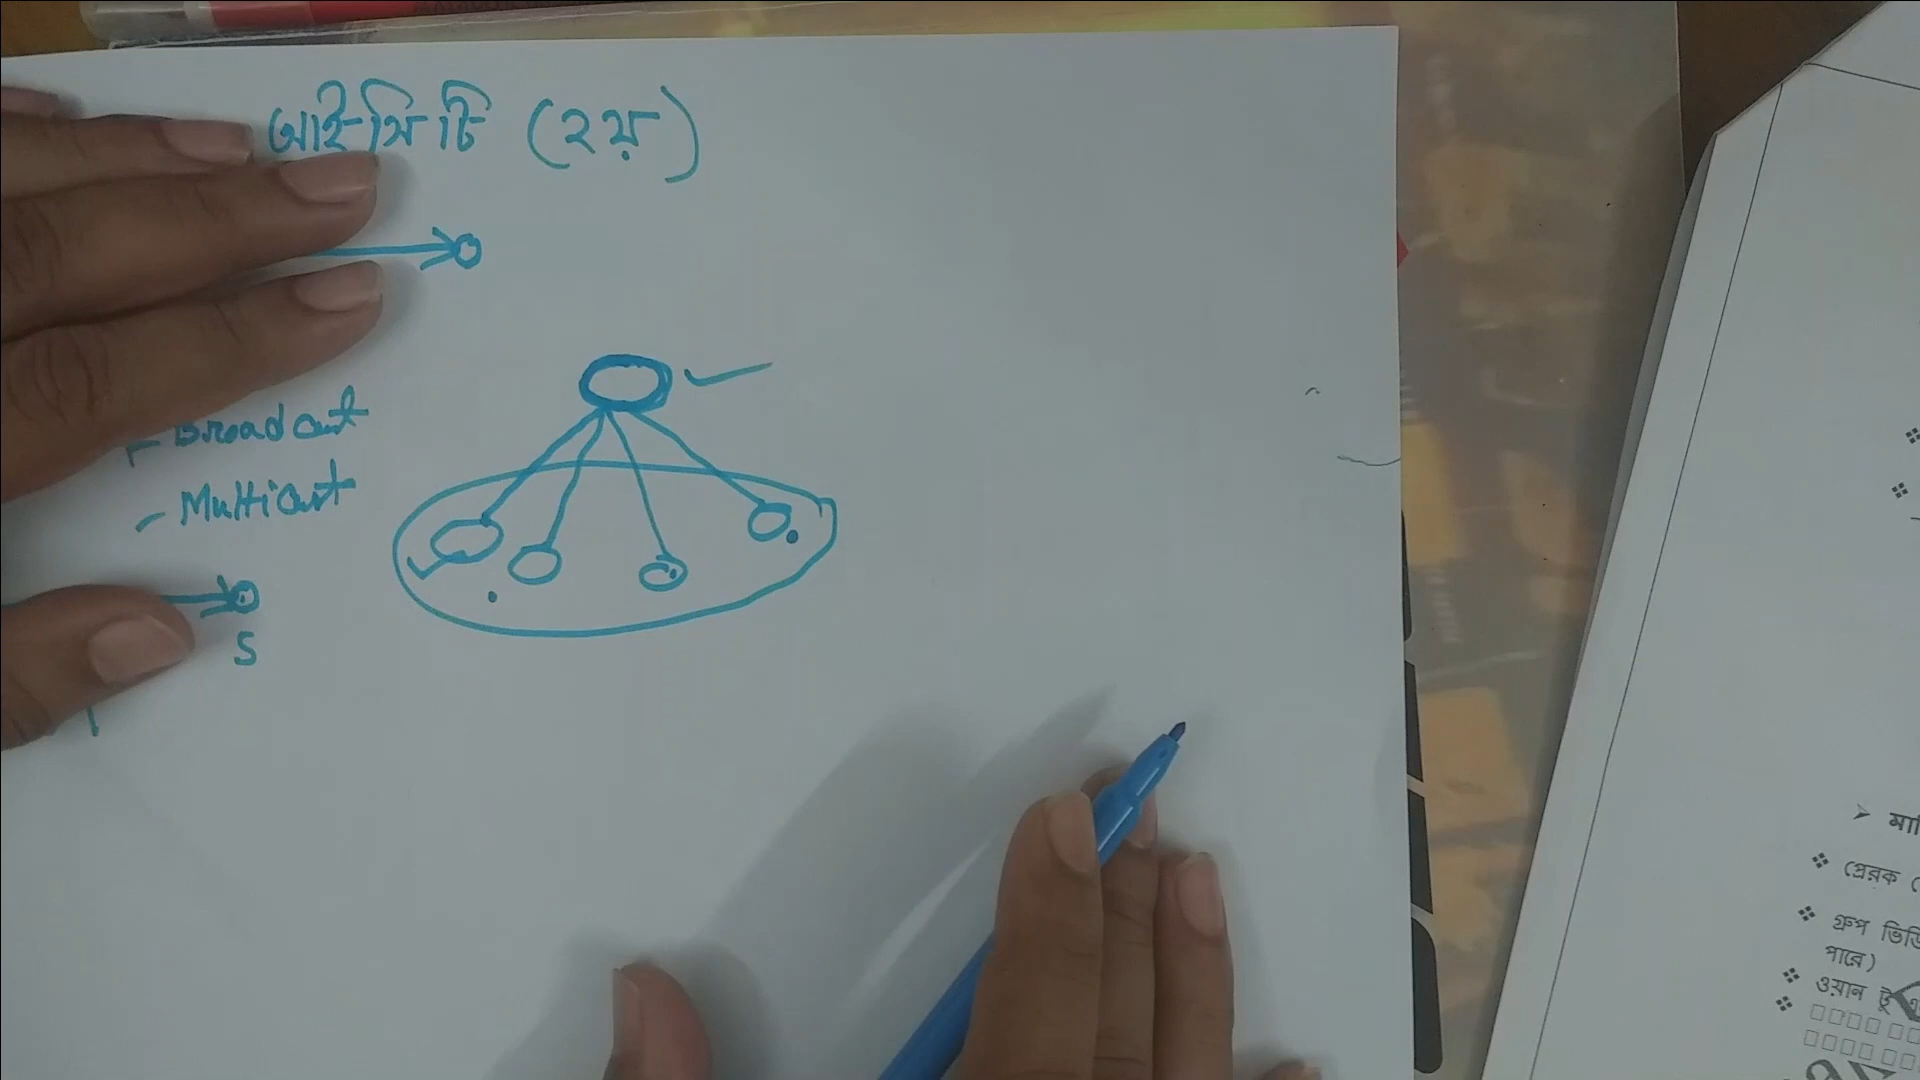 আইসিটি (২য়)
- Broadcast
- Multicast
S
➢ মা
❖ প্রেরক
❖ গ্রুপ ভিডি
পারে)
❖ ওয়ান টু